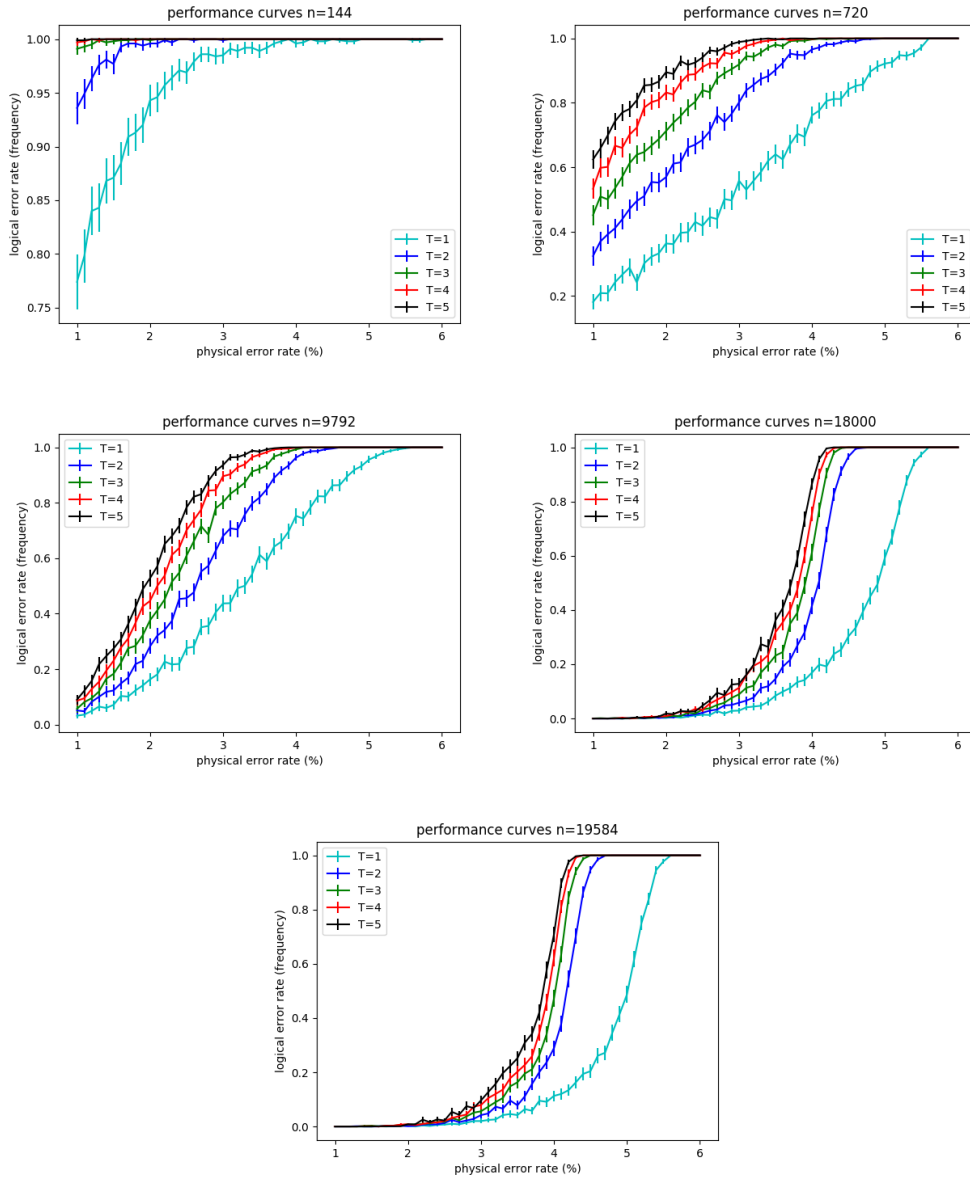 performance curves n=144
logical error rate (frequency)
1.00
0.95
0.90
0.85
0.80
0.75
T=1
T=2
T=3
T=4
T=5
1 2 3 4 5 6
physical error rate (%)
performance curves n=720
logical error rate (frequency)
1.0
0.8
0.6
0.4
0.2
T=1
T=2
T=3
T=4
T=5
1 2 3 4 5 6
physical error rate (%)
performance curves n=9792
logical error rate (frequency)
1.0
0.8
0.6
0.4
0.2
0.0
T=1
T=2
T=3
T=4
T=5
1 2 3 4 5 6
physical error rate (%)
performance curves n=18000
logical error rate (frequency)
1.0
0.8
0.6
0.4
0.2
0.0
T=1
T=2
T=3
T=4
T=5
1 2 3 4 5 6
physical error rate (%)
performance curves n=19584
logical error rate (frequency)
1.0
0.8
0.6
0.4
0.2
0.0
T=1
T=2
T=3
T=4
T=5
1 2 3 4 5 6
physical error rate (%)